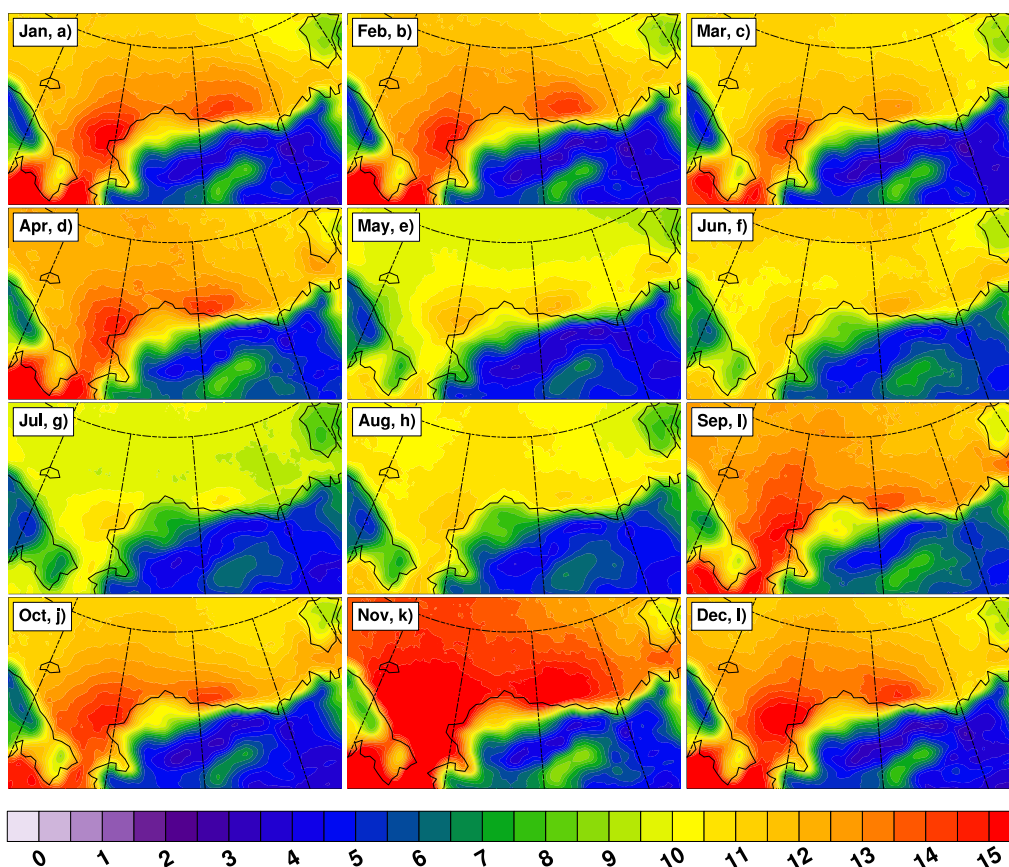 Jan, a) Feb, b) Mar, c)
Apr, d) May, e) Jun, f)
Jul, g) Aug, h) Sep, I)
Oct, j) Nov, k) Dec, l)
0 1 2 3 4 5 6 7 8 9 10 11 12 13 14 15